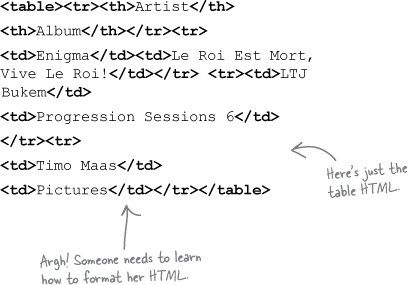 <table><tr><th>Artist</th>
<th>Album</th></tr><tr>
<td>Enigma</td><td>Le Roi Est Mort,
Vive Le Roi!</td></tr> <tr><td>LTJ
Bukem</td>
<td>Progression Sessions 6</td>
</tr><tr>
<td>Timo Maas</td>
<td>Pictures</td></tr></table>
Here's just the
table HTML.
Argh! Someone needs to learn
how to format her HTML.